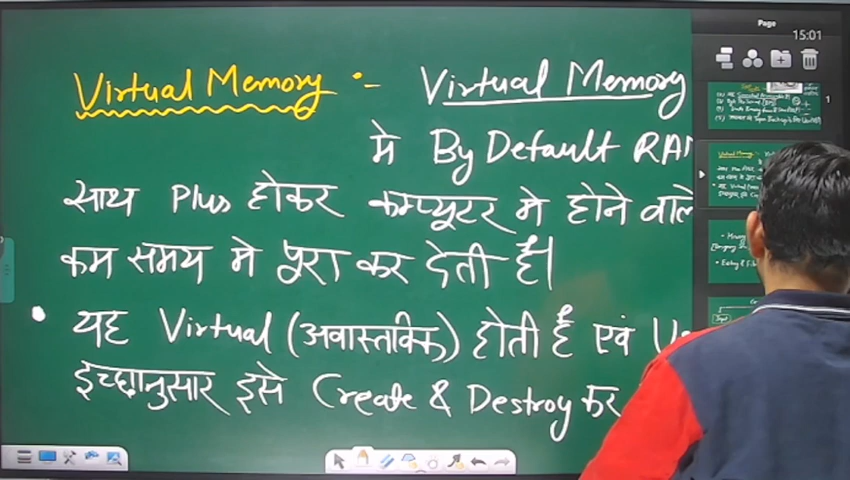 Page
15:01
Virtual Memory :- Virtual Memory
मे By Default RAM
साथ Plus होकर कम्प्यूटर मे होने वाले
कम समय मे पूरा कर देती है।
यह Virtual (अवास्तविक) होती है एवं
इच्छानुसार इसे Create & Destroy कर
1